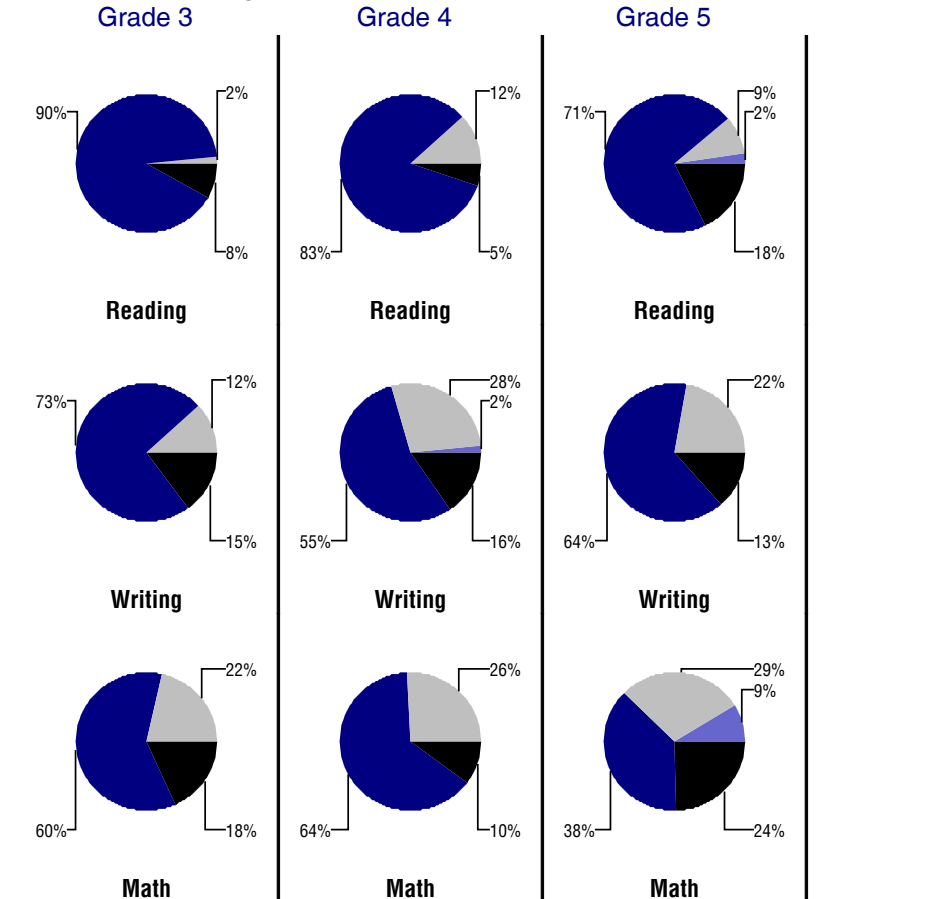 Grade 3 Grade 4 Grade 5
90% 2% 12% 71% 9%
2%
8% 83% 5% 18%
Reading Reading Reading
73% 12% 28% 22%
2%
15% 55% 16% 64% 13%
Writing Writing Writing
22% 26% 29%
9%
60% 18% 64% 10% 38% 24%
Math Math Math